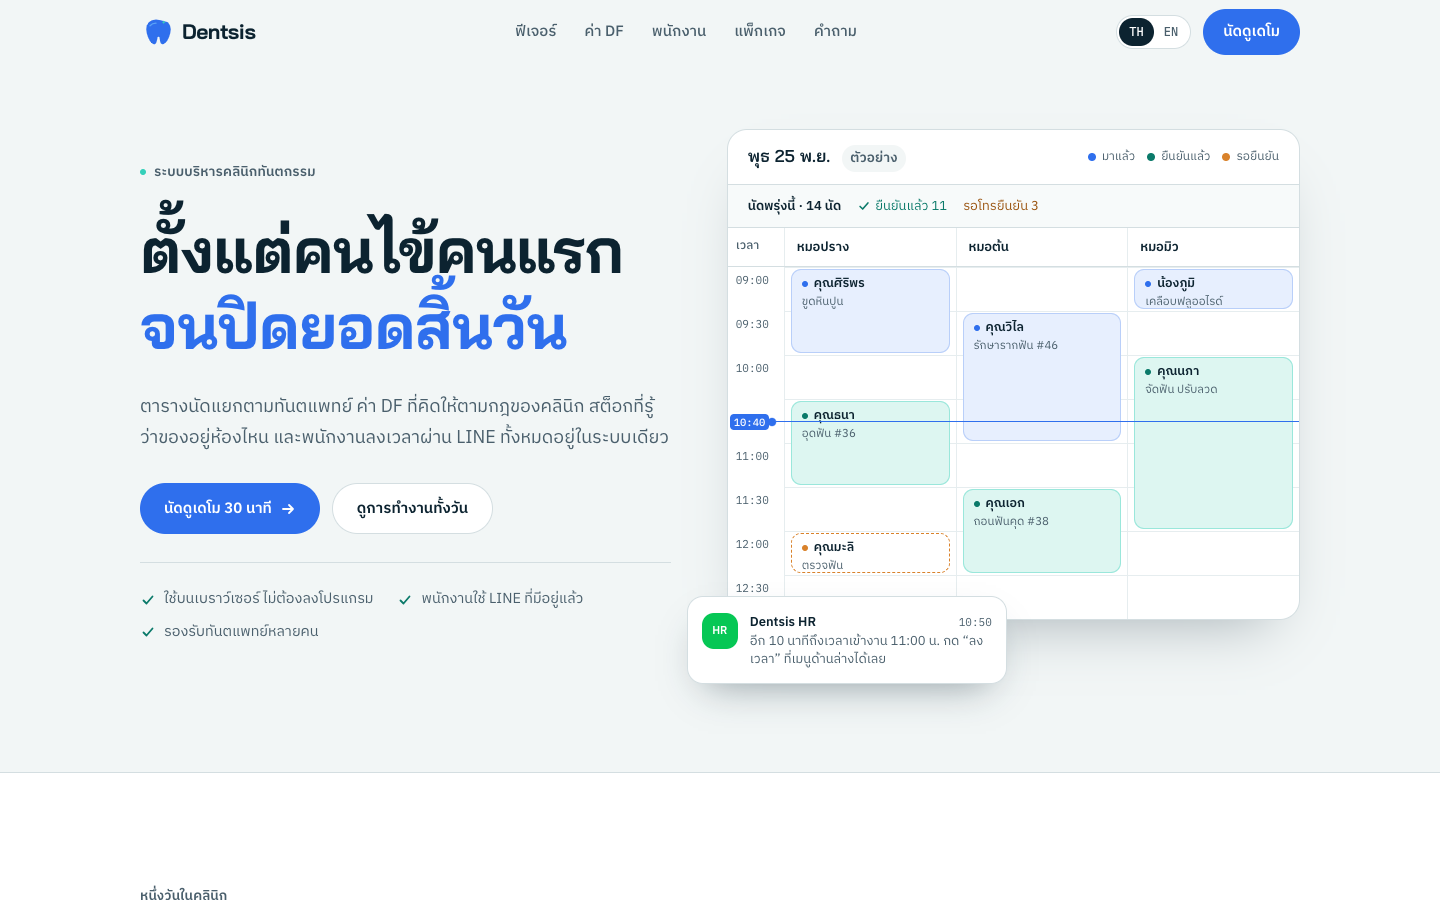 Dentsis
ฟีเจอร์
ค่า DF
พนักงาน
แพ็กเกจ
คำถาม
TH
EN
นัดดูเดโม
ระบบบริหารคลินิกทันตกรรม
ตั้งแต่คนไข้คนแรก
จนปิดยอดสิ้นวัน
ตารางนัดแยกตามทันตแพทย์ ค่า DF ที่คิดให้ตามกฎของคลินิก สต็อกที่รู้
ว่าของอยู่ห้องไหน และพนักงานลงเวลาผ่าน LINE ทั้งหมดอยู่ในระบบเดียว
นัดดูเดโม 30 นาที
ดูการทำงานทั้งวัน
ใช้บนเบราว์เซอร์ ไม่ต้องลงโปรแกรม
พนักงานใช้ LINE ที่มีอยู่แล้ว
รองรับทันตแพทย์หลายคน
พุธ 25 พ.ย.
ตัวอย่าง
มาแล้ว
ยืนยันแล้ว
รอยืนยัน
นัดพรุ่งนี้ · 14 นัด
ยืนยันแล้ว 11
รอโทรยืนยัน 3
เวลา
หมอปราง
หมอต้น
หมอมิว
09:00
คุณศิริพร
ขูดหินปูน
น้องภูมิ
เคลือบฟลูออไรด์
09:30
คุณวิไล
รักษารากฟัน #46
10:00
คุณนภา
จัดฟัน ปรับลวด
คุณธนา
อุดฟัน #36
10:40
11:00
11:30
คุณเอก
ถอนฟันคุด #38
12:00
คุณมะลิ
ตรวจฟัน
12:30
HR
Dentsis HR
10:50
อีก 10 นาทีถึงเวลาเข้างาน 11:00 น. กด “ลง
เวลา” ที่เมนูด้านล่างได้เลย
หนึ่งวันในคลินิก